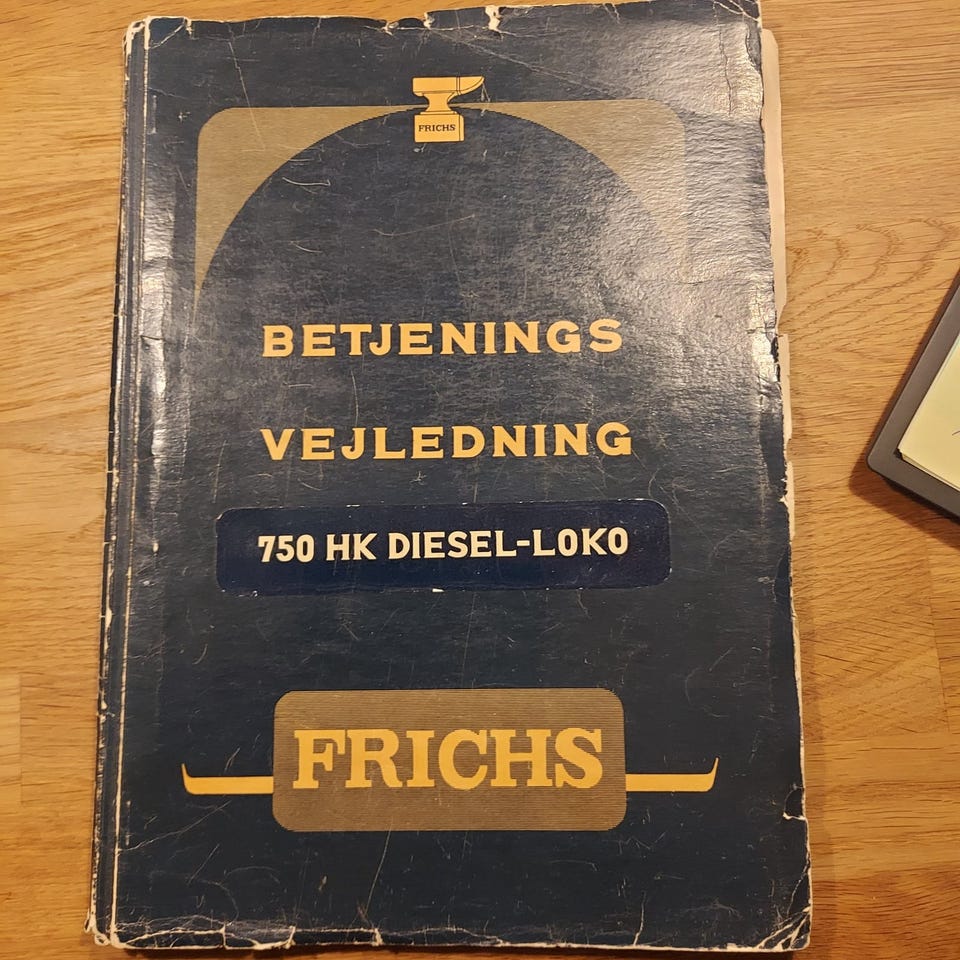 FRICHS
BETJENINGS
VEJLEDNING
750 HK DIESEL-LOKO
FRICHS